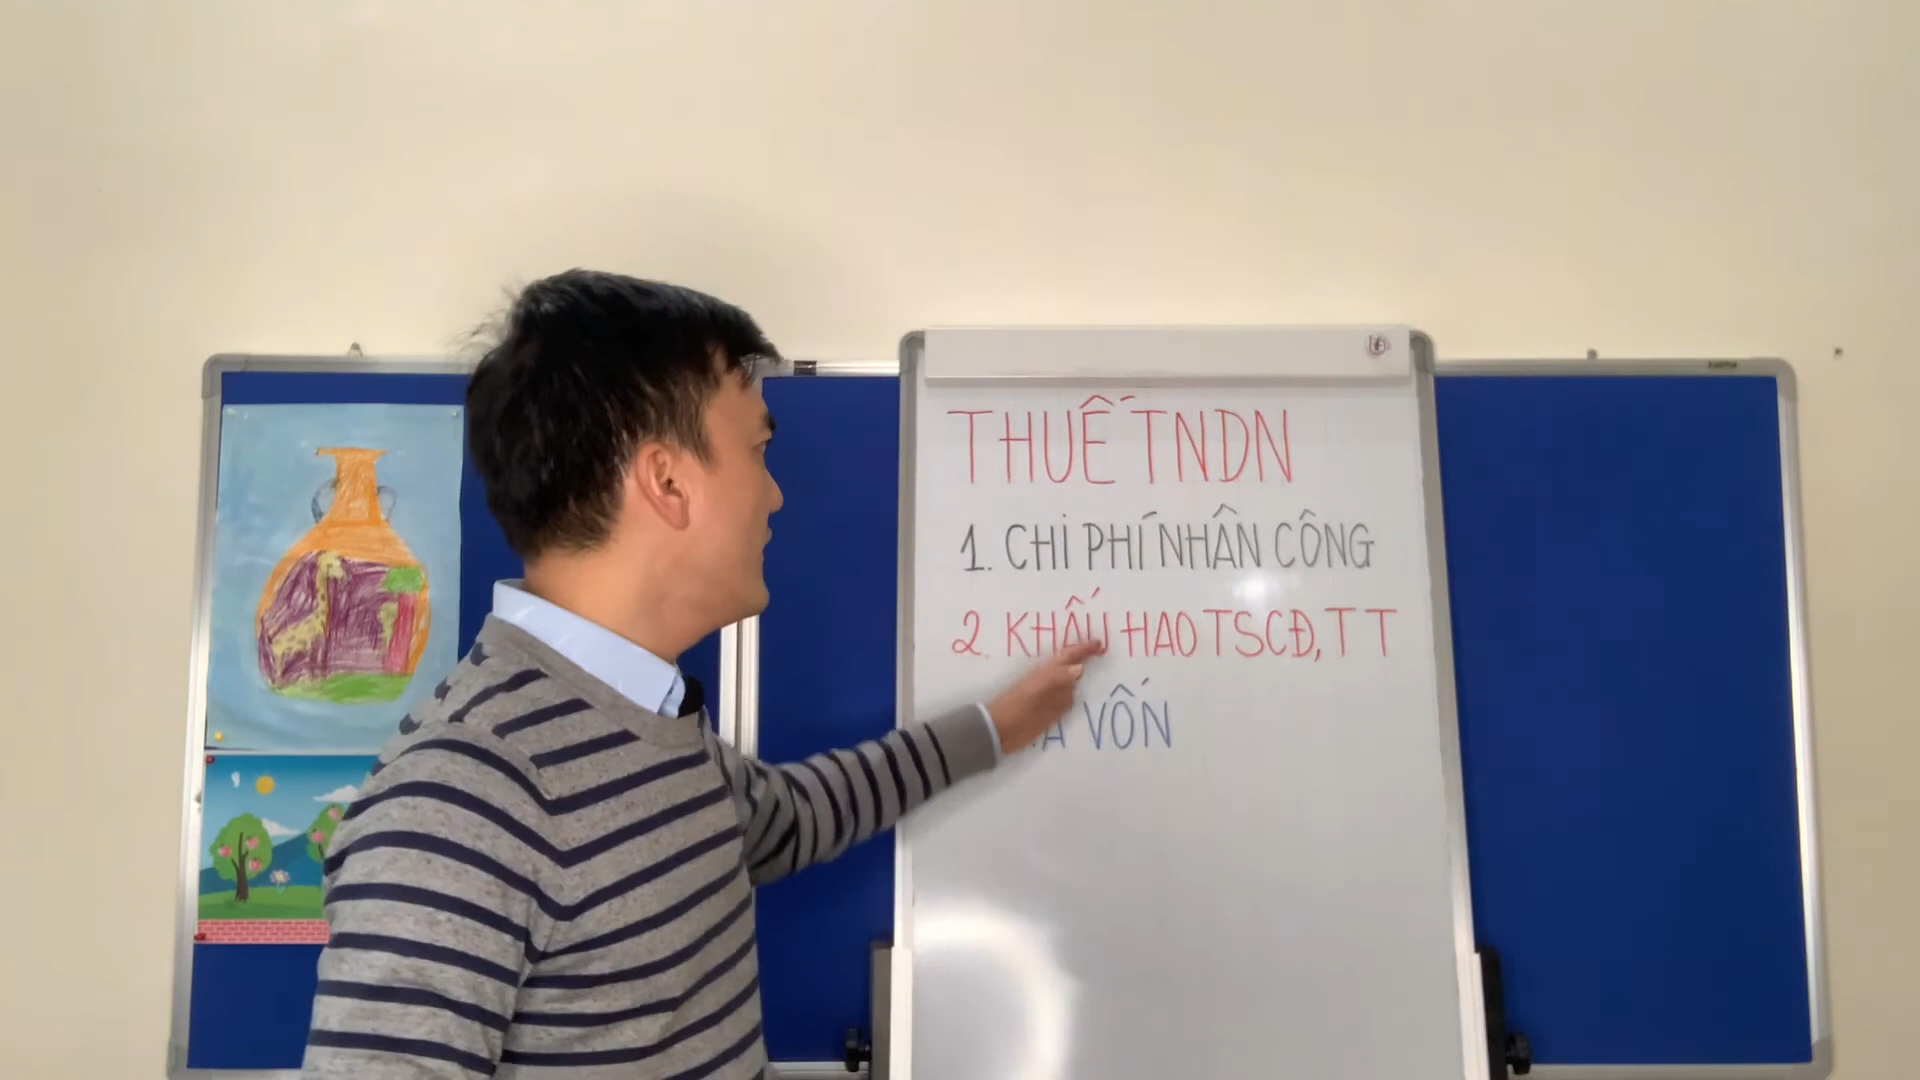 THUẾ TNDN
1. CHI PHÍ NHÂN CÔNG
2. KHẤU HAO TSCĐ, TT
VỐN